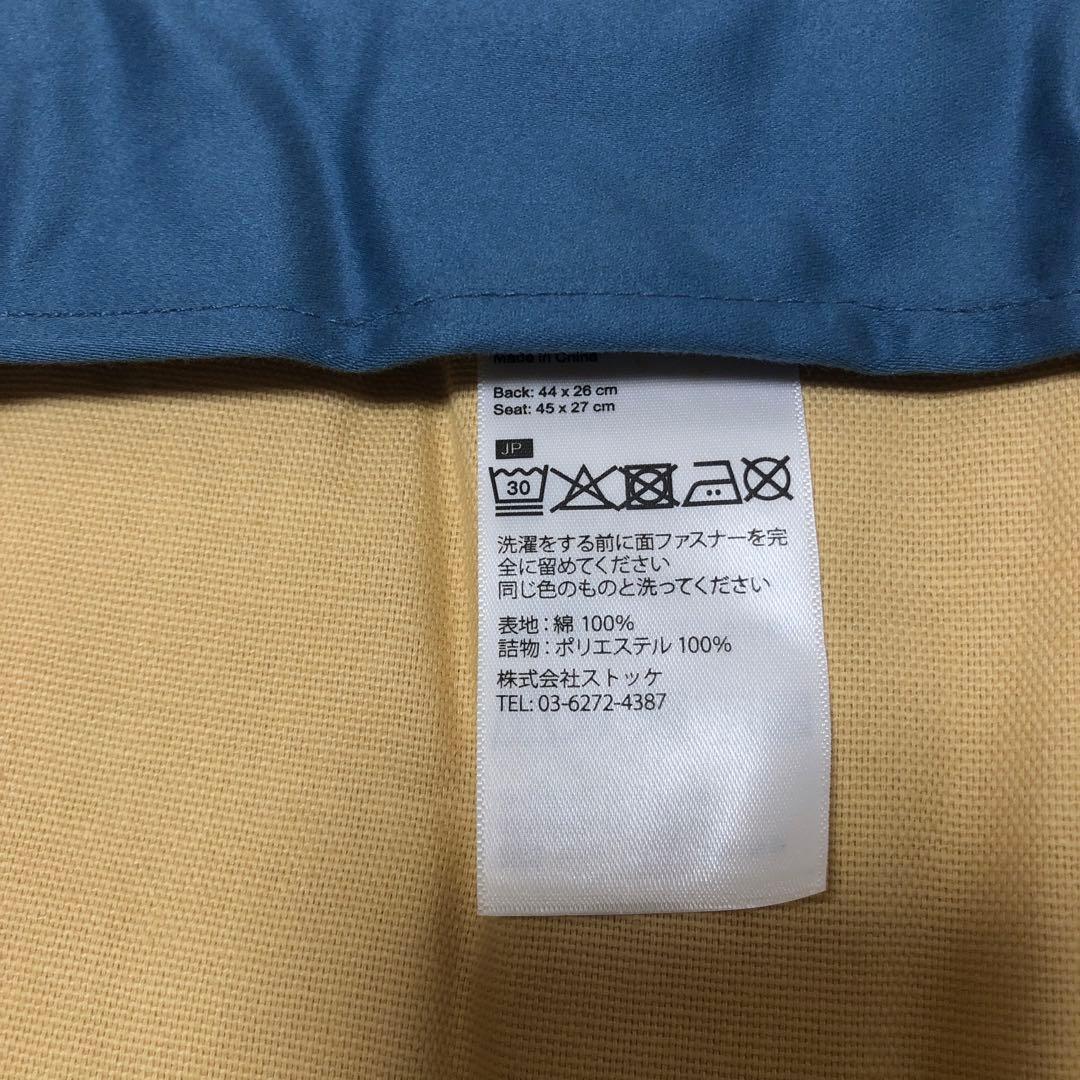 Made in China
Back: 44 x 26 cm
Seat: 45 x 27 cm
JP
30
洗濯をする前に面ファスナーを完
全に留めてください
同じ色のものと洗ってください
表地 : 綿 100%
詰物 : ポリエステル 100%
株式会社ストッケ
TEL: 03-6272-4387